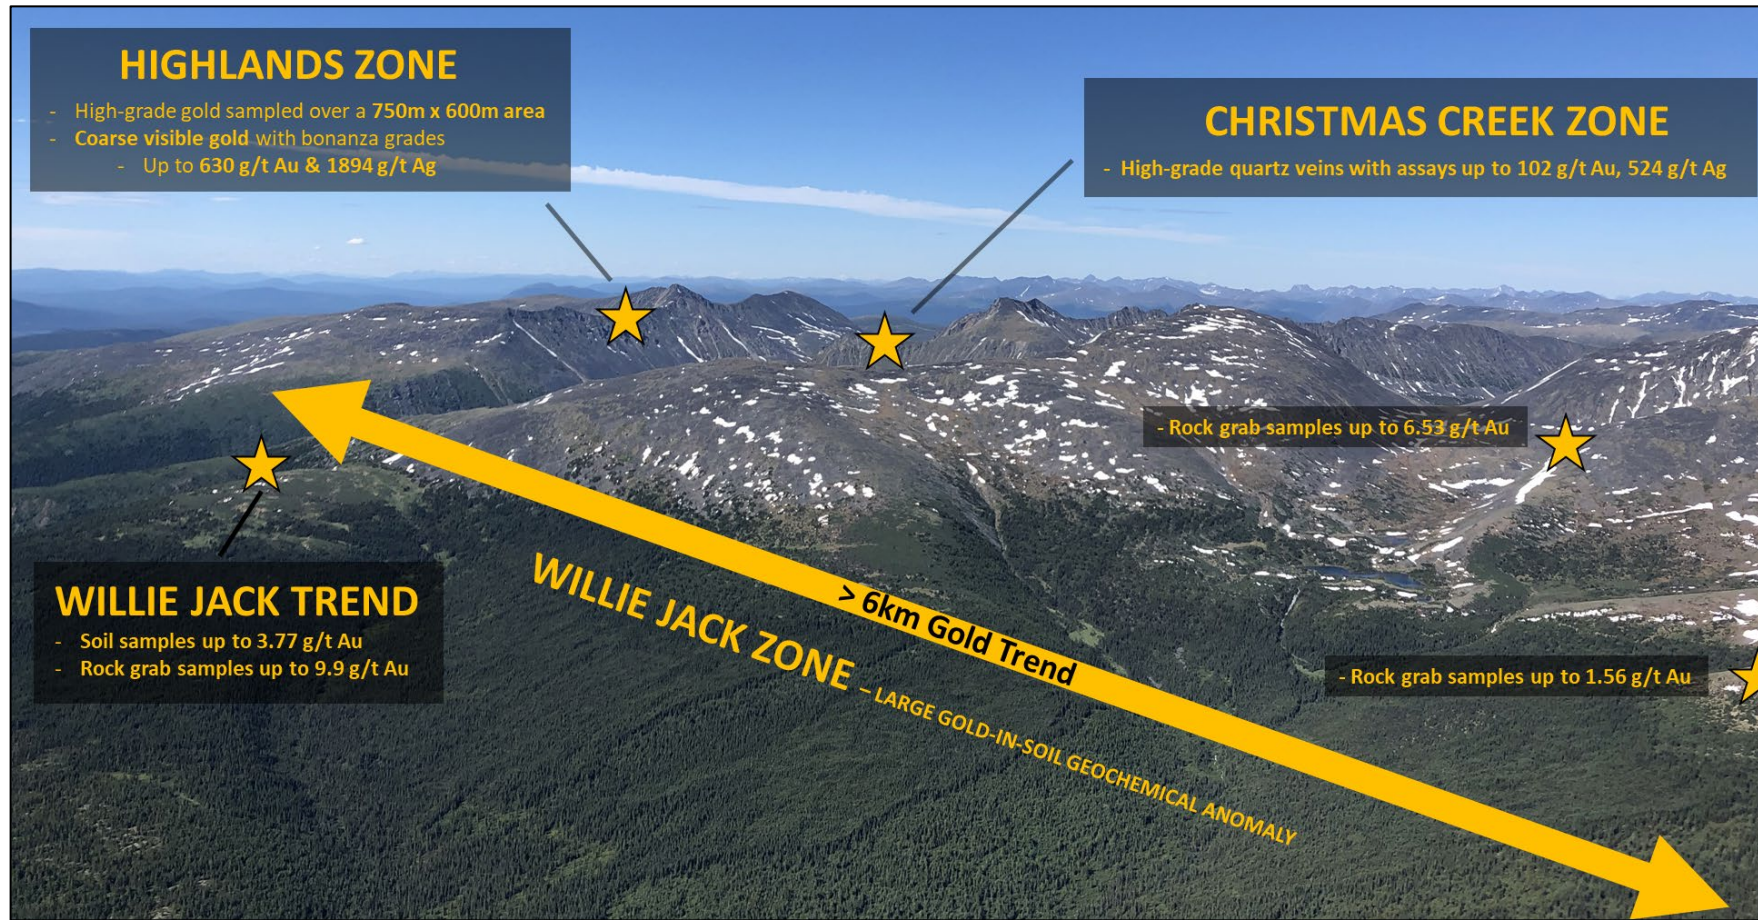 HIGHLANDS ZONE
- High-grade gold sampled over a 750m x 600m area
- Coarse visible gold with bonanza grades
- Up to 630 g/t Au & 1894 g/t Ag
CHRISTMAS CREEK ZONE
- High-grade quartz veins with assays up to 102 g/t Au, 524 g/t Ag
- Rock grab samples up to 6.53 g/t Au
WILLIE JACK TREND
- Soil samples up to 3.77 g/t Au
- Rock grab samples up to 9.9 g/t Au
> 6km Gold Trend
WILLIE JACK ZONE – LARGE GOLD-IN-SOIL GEOCHEMICAL ANOMALY
- Rock grab samples up to 1.56 g/t Au